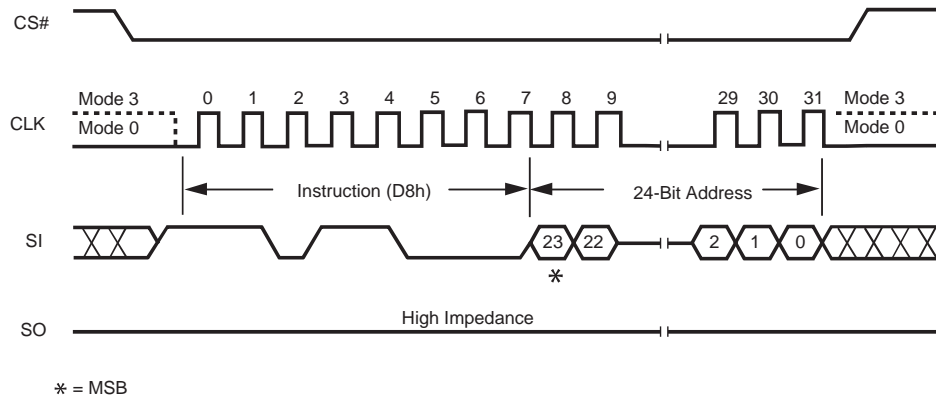 CS#
CLK
Mode 3
Mode 0
0 1 2 3 4 5 6 7 8 9 29 30 31
Mode 3
Mode 0
Instruction (D8h)
24-Bit Address
SI
23 22 2 1 0
*
SO
High Impedance
* = MSB